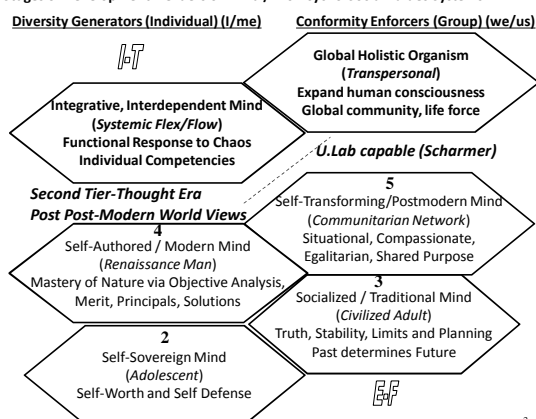 Diversity Generators (Individual) (I/me)
Conformity Enforcers (Group) (we/us)
I-T
Global Holistic Organism
(Transpersonal)
Expand human consciousness
Global community, life force
Integrative, Interdependent Mind
(Systemic Flex/Flow)
Functional Response to Chaos
Individual Competencies
U.Lab capable (Scharmer)
Second Tier-Thought Era
Post Post-Modern World Views
5
Self-Transforming/Postmodern Mind
(Communitarian Network)
Situational, Compassionate,
Egalitarian, Shared Purpose
4
Self-Authored / Modern Mind
(Renaissance Man)
Mastery of Nature via Objective Analysis,
Merit, Principals, Solutions
3
Socialized / Traditional Mind
(Civilized Adult)
Truth, Stability, Limits and Planning
Past determines Future
2
Self-Sovereign Mind
(Adolescent)
Self-Worth and Self Defense
E-F